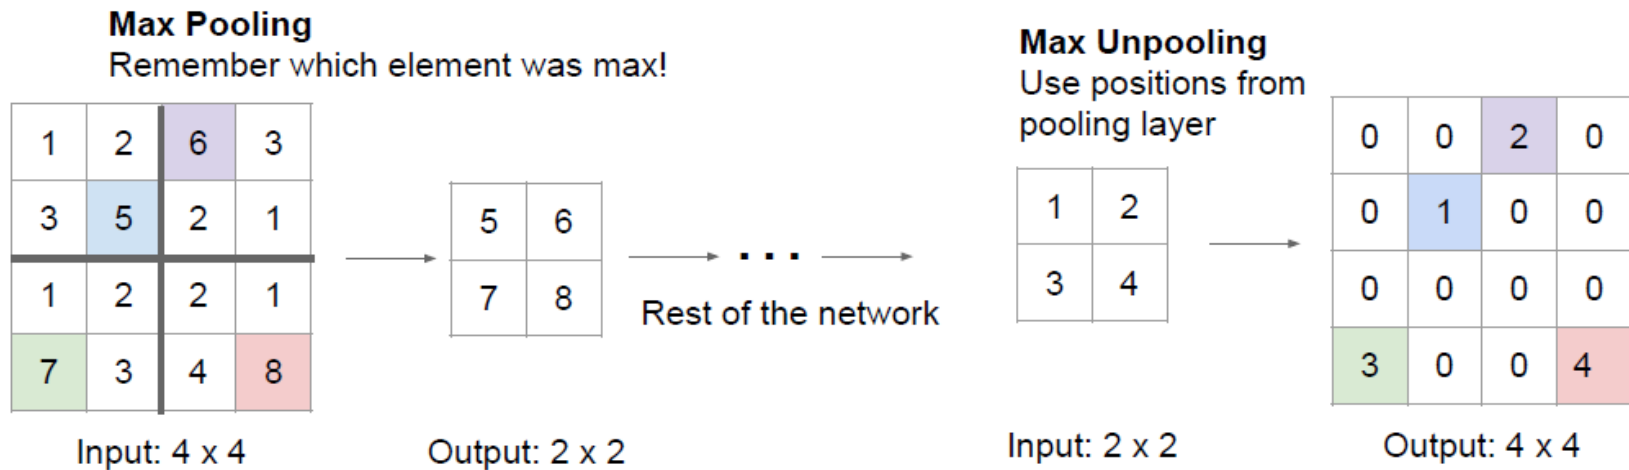 Max Pooling
Remember which element was max!
1 2 6 3
3 5 2 1
1 2 2 1
7 3 4 8
Input: 4 x 4
5 6
7 8
Output: 2 x 2
...
Rest of the network
Max Unpooling
Use positions from
pooling layer
1 2
3 4
Input: 2 x 2
0 0 2 0
0 1 0 0
0 0 0 0
3 0 0 4
Output: 4 x 4